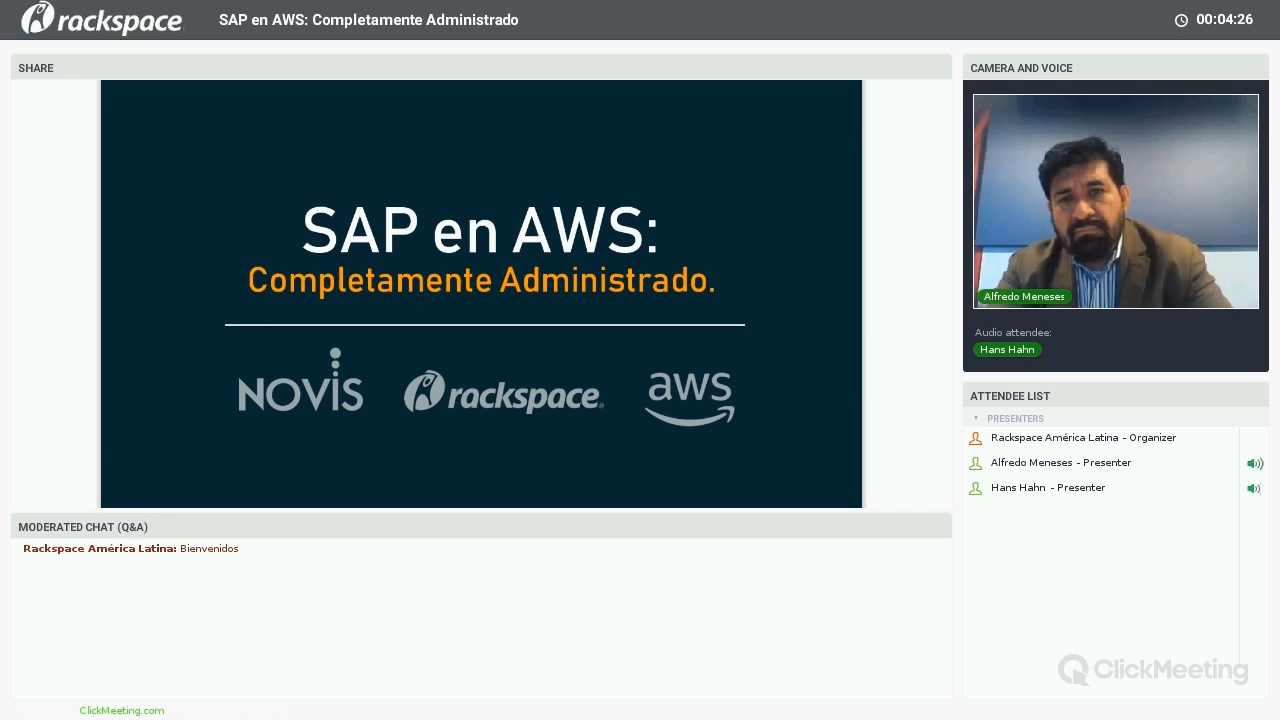 rackspace
SAP en AWS: Completamente Administrado
00:04:26
SHARE
SAP en AWS:
Completamente Administrado.
NOVIS
rackspace®
aws
MODERATED CHAT (Q&A)
Rackspace América Latina: Bienvenidos
ClickMeeting.com
CAMERA AND VOICE
Alfredo Meneses
Audio attendee:
Hans Hahn
ATTENDEE LIST
PRESENTERS
Rackspace América Latina - Organizer
Alfredo Meneses - Presenter
Hans Hahn - Presenter
ClickMeeting